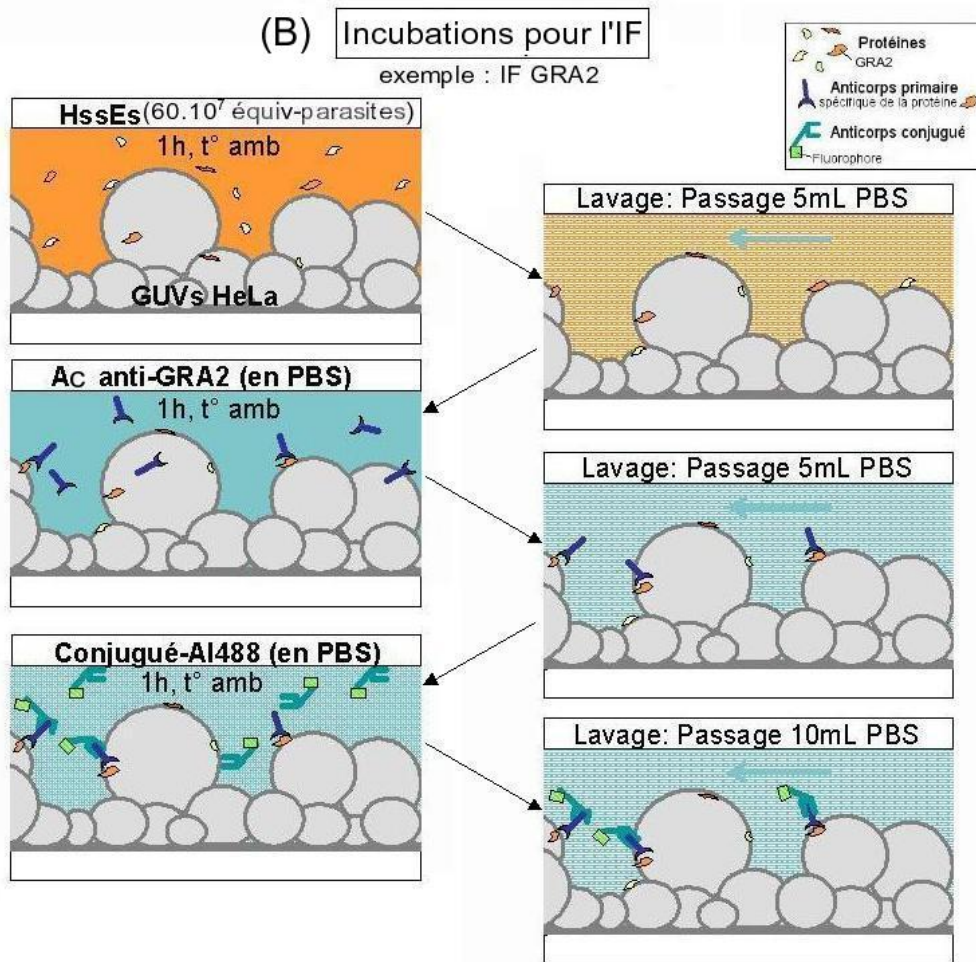 (B) Incubations pour l'IF
exemple : IF GRA2
Protéines
GRA2
Anticorps primaire
spécifique de la protéine
Anticorps conjugué
Fluorophore
HssEs(60.10⁷ équiv-parasites)
1h, t° amb
GUVs HeLa
Lavage: Passage 5mL PBS
Ac anti-GRA2 (en PBS)
1h, t° amb
Lavage: Passage 5mL PBS
Conjugué-Al488 (en PBS)
1h, t° amb
Lavage: Passage 10mL PBS